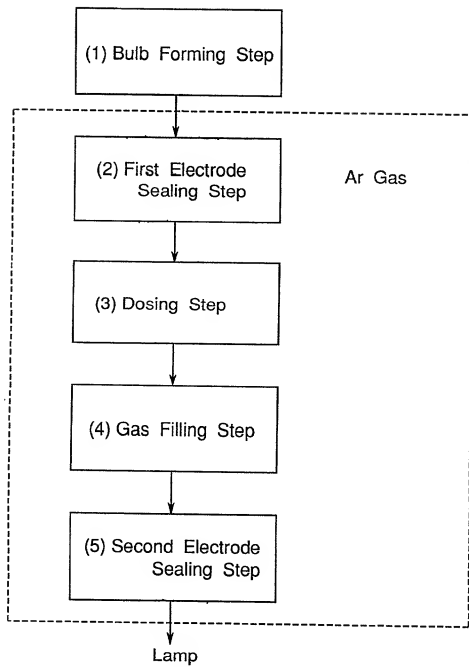 (1) Bulb Forming Step
(2) First Electrode
Sealing Step
Ar Gas
(3) Dosing Step
(4) Gas Filling Step
(5) Second Electrode
Sealing Step
Lamp